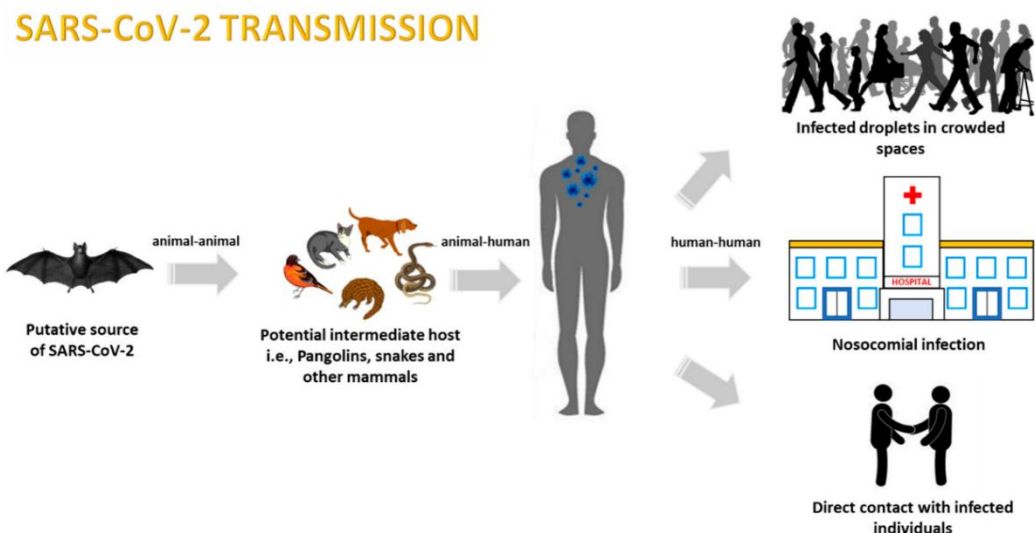 SARS-CoV-2 TRANSMISSION
Infected droplets in crowded
spaces
animal-animal
animal-human
human-human
HOSPITAL
Putative source
of SARS-CoV-2
Potential intermediate host
i.e., Pangolins, snakes and
other mammals
Nosocomial infection
Direct contact with infected
individuals